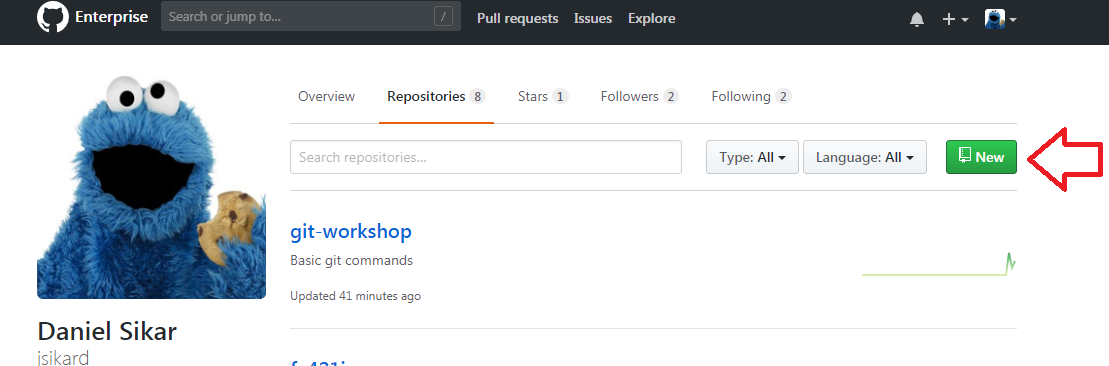 Enterprise Search or jump to... / Pull requests Issues Explore
Overview Repositories 8 Stars 1 Followers 2 Following 2
Search repositories... Type: All Language: All New
git-workshop
Basic git commands
Updated 41 minutes ago
Daniel Sikar
jsikard